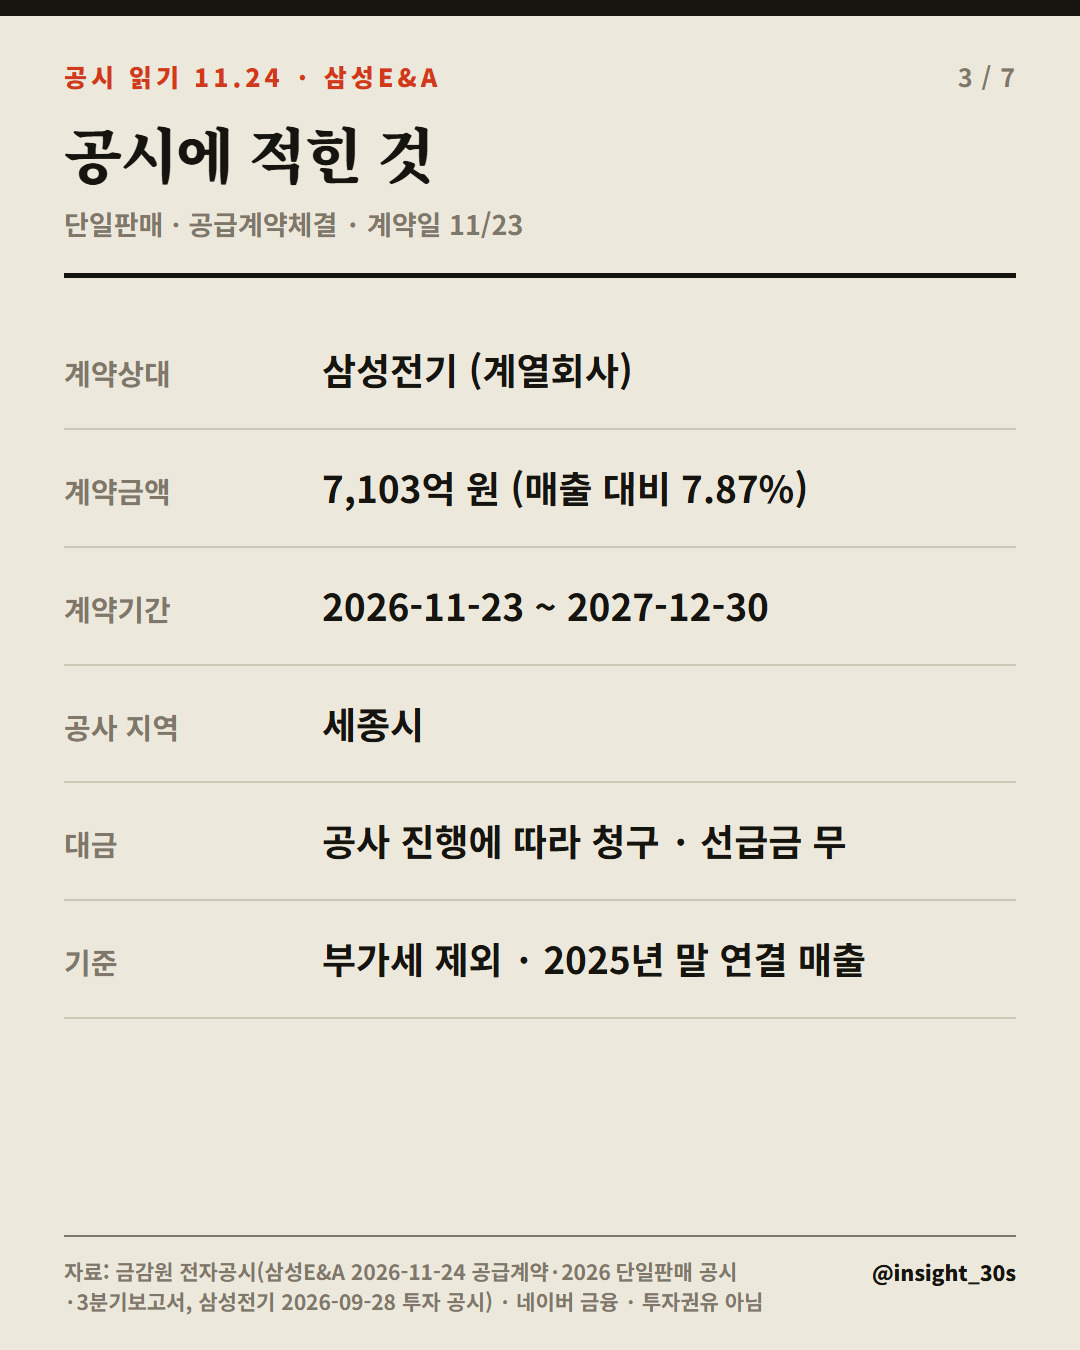 공시 읽기 11.24 · 삼성E&A
3 / 7
공시에 적힌 것
단일판매 · 공급계약체결 · 계약일 11/23
계약상대 삼성전기 (계열회사)
계약금액 7,103억 원 (매출 대비 7.87%)
계약기간 2026-11-23 ~ 2027-12-30
공사 지역 세종시
대금 공사 진행에 따라 청구 · 선급금 무
기준 부가세 제외 · 2025년 말 연결 매출
자료: 금감원 전자공시(삼성E&A 2026-11-24 공급계약·2026 단일판매 공시
·3분기보고서, 삼성전기 2026-09-28 투자 공시) · 네이버 금융 · 투자권유 아님
@insight_30s